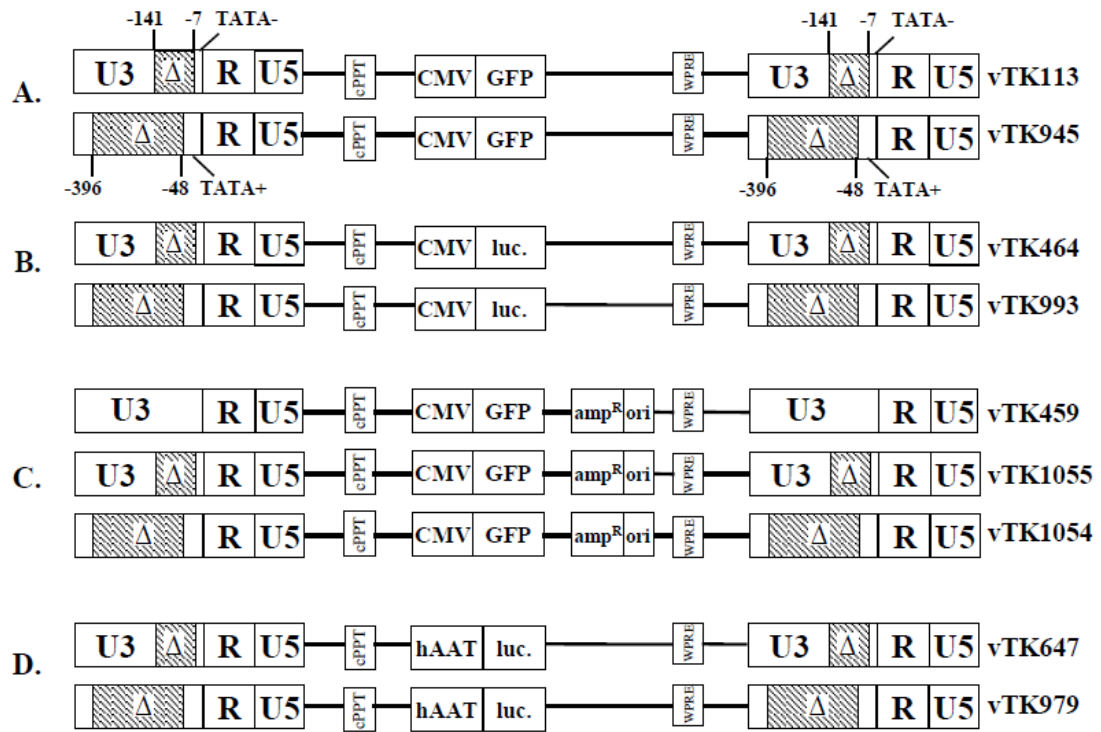 -141 -7 TATA- -141 -7 TATA-
A. U3 Δ R U5 cPPT CMV GFP WPRE U3 Δ R U5 vTK113
Δ R U5 cPPT CMV GFP WPRE Δ R U5 vTK945
-396 -48 TATA+ -396 -48 TATA+
B. U3 Δ R U5 cPPT CMV luc. WPRE U3 Δ R U5 vTK464
Δ R U5 cPPT CMV luc. WPRE Δ R U5 vTK993
U3 R U5 cPPT CMV GFP ampR ori WPRE U3 R U5 vTK459
C. U3 Δ R U5 cPPT CMV GFP ampR ori WPRE U3 Δ R U5 vTK1055
Δ R U5 cPPT CMV GFP ampR ori WPRE Δ R U5 vTK1054
D. U3 Δ R U5 cPPT hAAT luc. WPRE U3 Δ R U5 vTK647
Δ R U5 cPPT hAAT luc. WPRE Δ R U5 vTK979